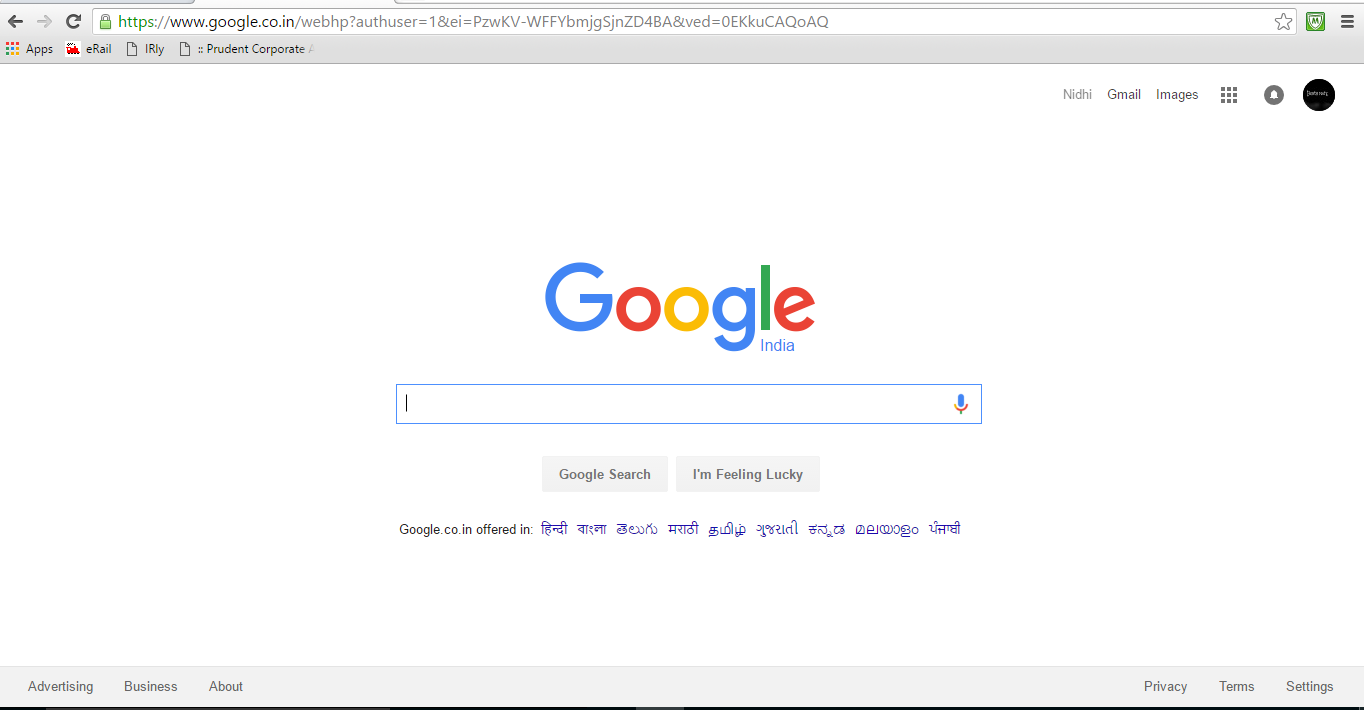 https://www.google.co.in/webhp?authuser=1&ei=PzwKV-WFFYbmjgSjnZD4BA&ved=0EKkuCAQoAQ
Apps eRail IRly :: Prudent Corporate
Nidhi Gmail Images
Google
India
Google Search I'm Feeling Lucky
Google.co.in offered in: हिन्दी বাংলা తెలుగు मराठी தமிழ் ગુજરાતી ಕನ್ನಡ മലയാളം ਪੰਜਾਬੀ
Advertising Business About Privacy Terms Settings